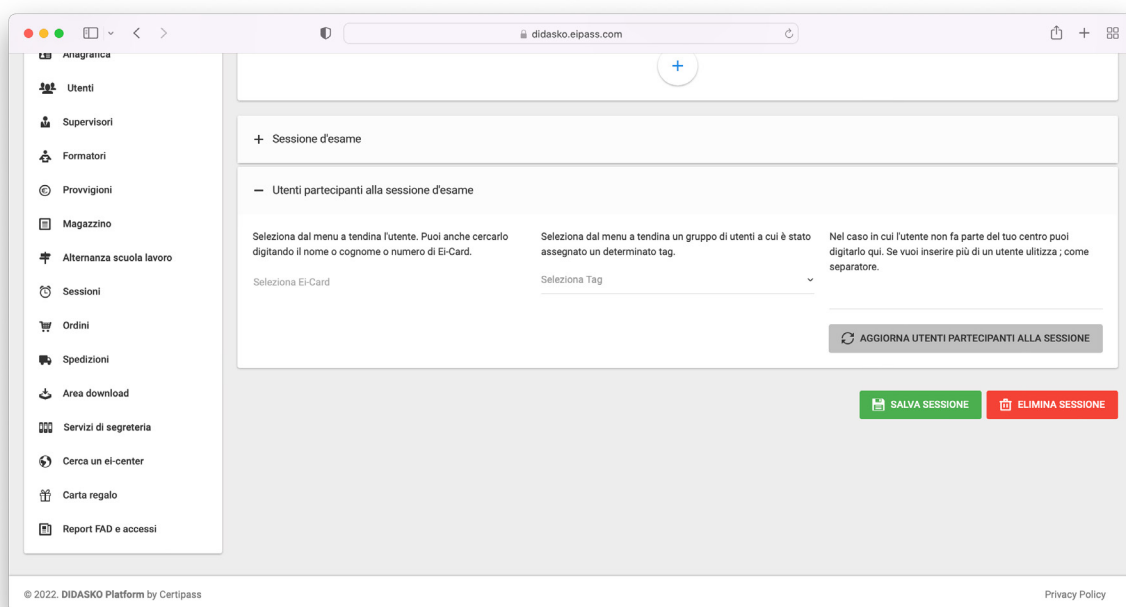 didasko.eipass.com
Anagrafica
Utenti
Supervisori
Formatori
Provvigioni
Magazzino
Alternanza scuola lavoro
Sessioni
Ordini
Spedizioni
Area download
Servizi di segreteria
Cerca un ei-center
Carta regalo
Report FAD e accessi
+
+ Sessione d'esame
– Utenti partecipanti alla sessione d'esame
Seleziona dal menu a tendina l'utente. Puoi anche cercarlo
digitando il nome o cognome o numero di Ei-Card.
Seleziona Ei-Card
Seleziona dal menu a tendina un gruppo di utenti a cui è stato
assegnato un determinato tag.
Seleziona Tag
Nel caso in cui l'utente non fa parte del tuo centro puoi
digitarlo qui. Se vuoi inserire più di un utente ulitizza ; come
separatore.
AGGIORNA UTENTI PARTECIPANTI ALLA SESSIONE
SALVA SESSIONE
ELIMINA SESSIONE
© 2022. DIDASKO Platform by Certipass
Privacy Policy